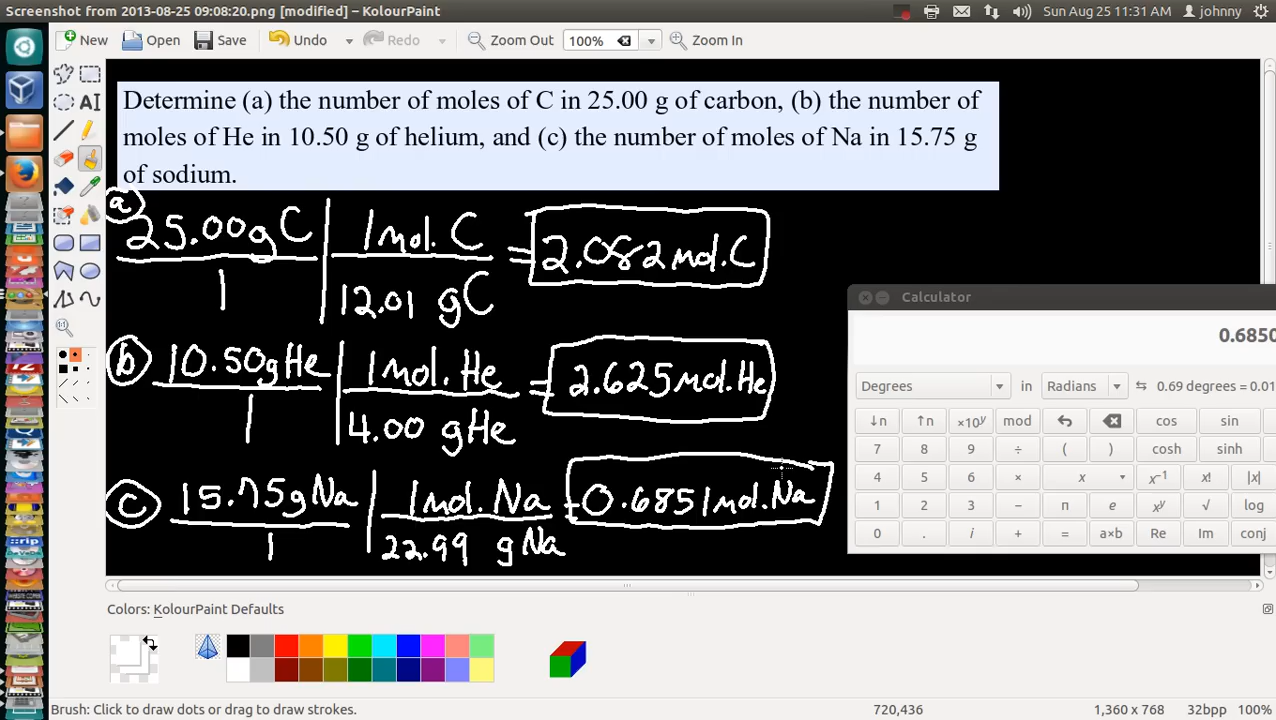 Screenshot from 2013-08-25 09:08:20.png [modified] – KolourPaint
Sun Aug 25 11:31 AM johnny
New Open Save Undo Redo Zoom Out 100% Zoom In
Determine (a) the number of moles of C in 25.00 g of carbon, (b) the number of
moles of He in 10.50 g of helium, and (c) the number of moles of Na in 15.75 g
of sodium.
a
25.00gC 1mol. C = 2.082mol.C
1 12.01 gC
b 10.50gHe 1mol. He = 2.625mol.He
1 4.00 gHe
c 15.75gNa 1mol. Na = 0.6851mol.Na
1 22.99 gNa
Calculator
0.6850
Degrees in Radians 0.69 degrees = 0.01
↓n ↑n ×10ʸ mod cos sin
7 8 9 ÷ ( ) cosh sinh
4 5 6 × x x⁻¹ x! |x|
1 2 3 − π e xʸ √ log
0 . i + = a×b Re Im conj
Colors: KolourPaint Defaults
Brush: Click to draw dots or drag to draw strokes. 720,436 1,360 x 768 32bpp 100%